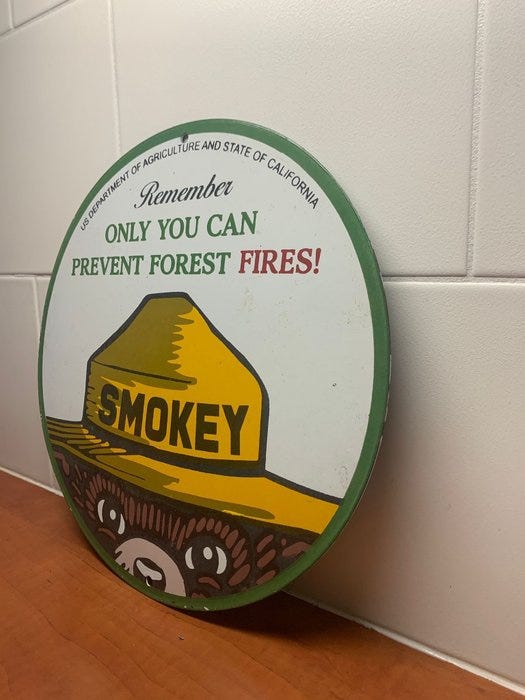 US DEPARTMENT OF AGRICULTURE AND STATE OF CALIFORNIA
Remember
ONLY YOU CAN
PREVENT FOREST FIRES!
SMOKEY